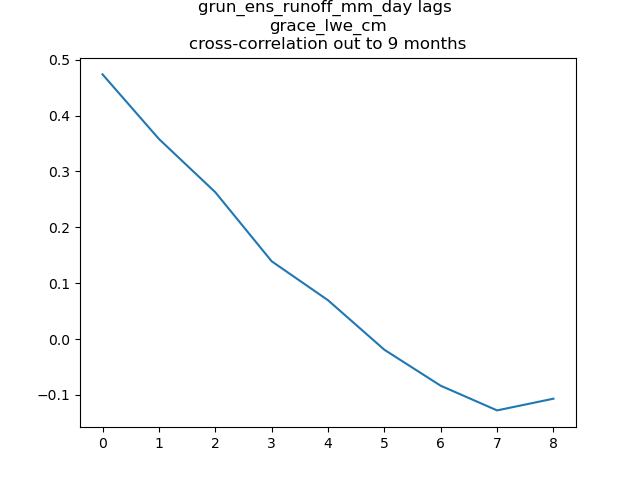 grun_ens_runoff_mm_day lags
grace_lwe_cm
cross-correlation out to 9 months
0.5
0.4
0.3
0.2
0.1
0.0
−0.1
0 1 2 3 4 5 6 7 8